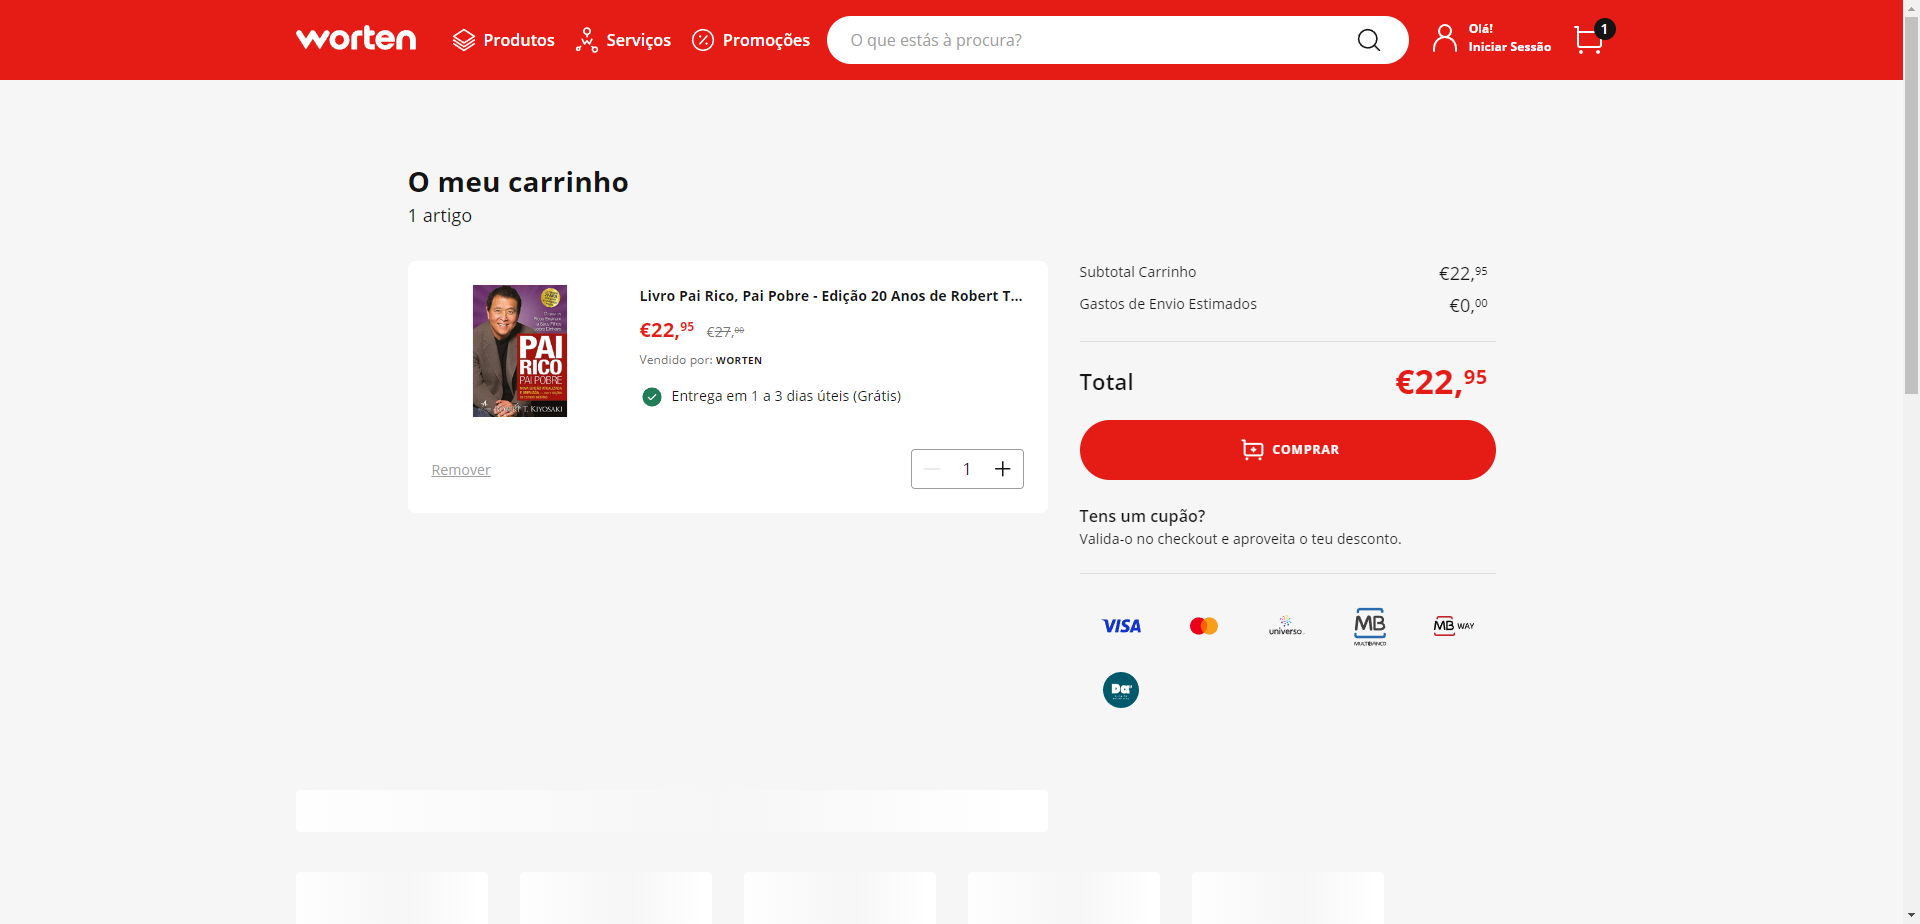 worten
Produtos
Serviços
Promoções
O que estás à procura?
Olá!
Iniciar Sessão
1
O meu carrinho
1 artigo
PAI
RICO
PAI POBRE
ROBERT T. KIYOSAKI
Livro Pai Rico, Pai Pobre - Edição 20 Anos de Robert T...
€22,95 €27,00
Vendido por: WORTEN
Entrega em 1 a 3 dias úteis (Grátis)
Remover
1
Subtotal Carrinho €22,95
Gastos de Envio Estimados €0,00
Total €22,95
COMPRAR
Tens um cupão?
Valida-o no checkout e aproveita o teu desconto.
VISA
universo
MB
MULTIBANCO
MB WAY
Da